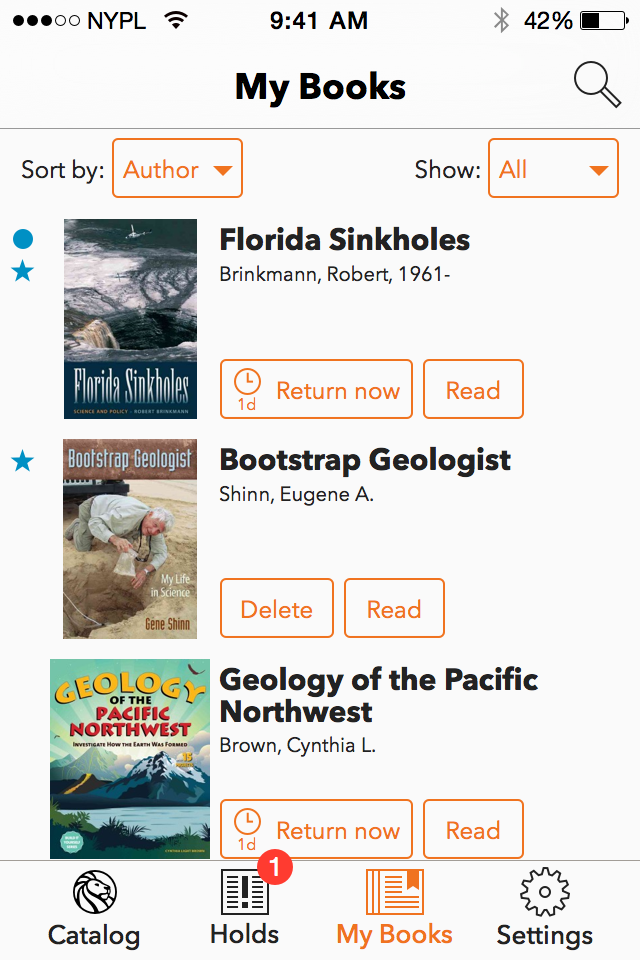 NYPL 9:41 AM 42%
My Books
Sort by: Author Show: All
Florida Sinkholes
Brinkmann, Robert, 1961-
Florida Sinkholes
SCIENCE AND POLICY - ROBERT BRINKMANN
1d Return now Read
Bootstrap Geologist
Bootstrap Geologist
Shinn, Eugene A.
My Life
in Science
Gene Shinn
Delete Read
Geology of the Pacific
Northwest
Brown, Cynthia L.
GEOLOGY
OF THE
PACIFIC
NORTHWEST
INVESTIGATE HOW THE EARTH WAS FORMED
15
1d Return now Read
1
Catalog Holds My Books Settings